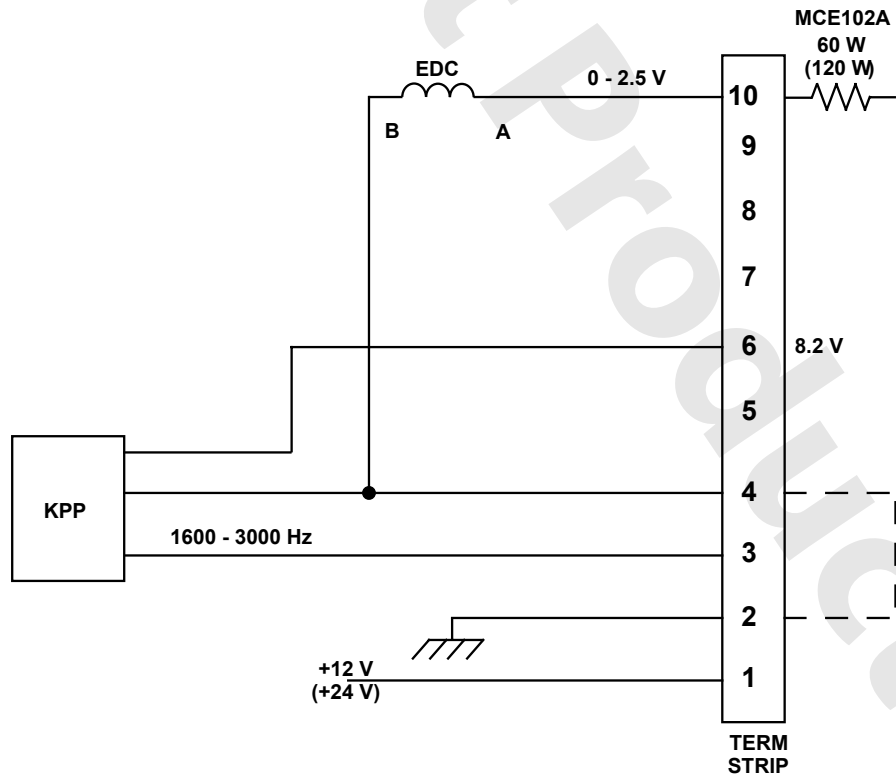 MCE102A
60 W
(120 W)
EDC
0 - 2.5 V
10
B
A
9
8
7
6
8.2 V
5
4
KPP
1600 - 3000 Hz
3
2
+12 V
(+24 V)
1
TERM
STRIP